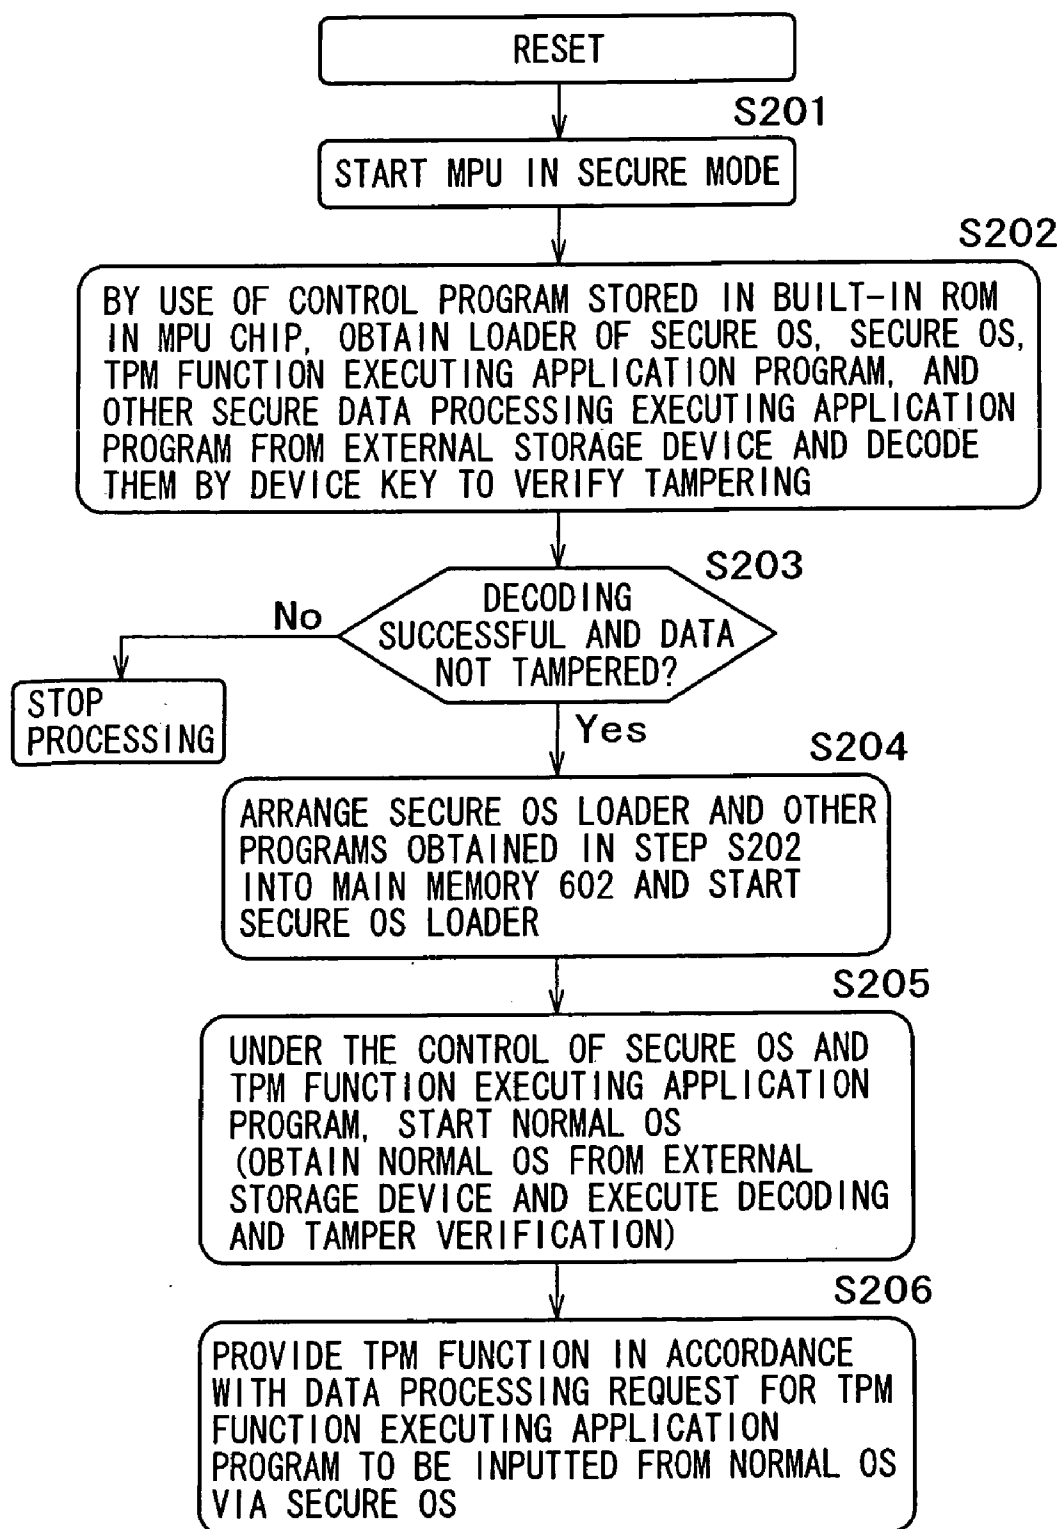 RESET
S201
START MPU IN SECURE MODE
S202
BY USE OF CONTROL PROGRAM STORED IN BUILT-IN ROM
IN MPU CHIP, OBTAIN LOADER OF SECURE OS, SECURE OS,
TPM FUNCTION EXECUTING APPLICATION PROGRAM, AND
OTHER SECURE DATA PROCESSING EXECUTING APPLICATION
PROGRAM FROM EXTERNAL STORAGE DEVICE AND DECODE
THEM BY DEVICE KEY TO VERIFY TAMPERING
S203
DECODING
SUCCESSFUL AND DATA
NOT TAMPERED?
No
STOP
PROCESSING
Yes
S204
ARRANGE SECURE OS LOADER AND OTHER
PROGRAMS OBTAINED IN STEP S202
INTO MAIN MEMORY 602 AND START
SECURE OS LOADER
S205
UNDER THE CONTROL OF SECURE OS AND
TPM FUNCTION EXECUTING APPLICATION
PROGRAM, START NORMAL OS
(OBTAIN NORMAL OS FROM EXTERNAL
STORAGE DEVICE AND EXECUTE DECODING
AND TAMPER VERIFICATION)
S206
PROVIDE TPM FUNCTION IN ACCORDANCE
WITH DATA PROCESSING REQUEST FOR TPM
FUNCTION EXECUTING APPLICATION
PROGRAM TO BE INPUTTED FROM NORMAL OS
VIA SECURE OS